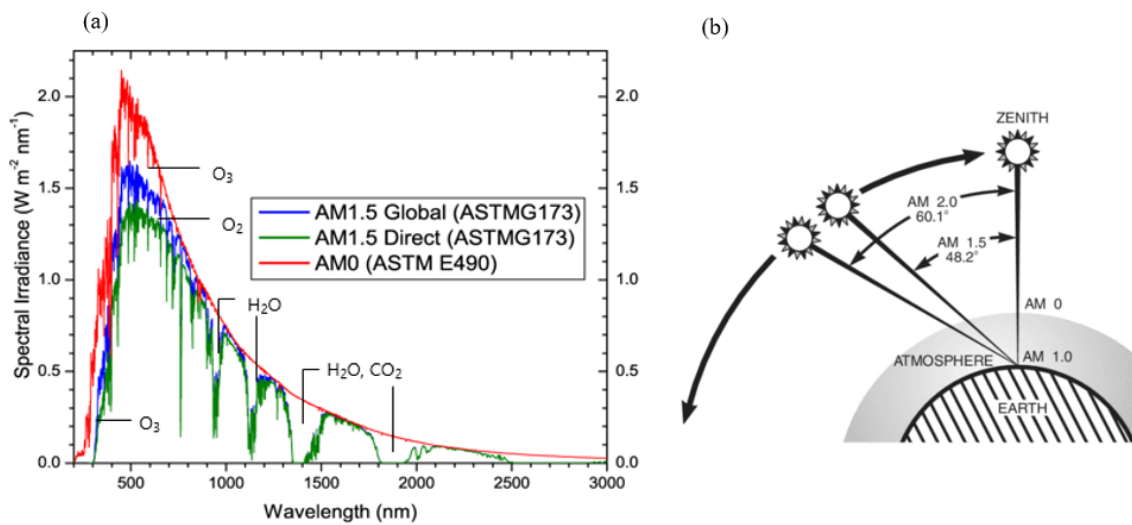 (a)
2.0
1.5
1.0
0.5
0.0
2.0
1.5
1.0
0.5
0.0
500
1000
1500
2000
2500
3000
Spectral Irradiance (W m⁻² nm⁻¹)
Wavelength (nm)
O₃
O₂
AM1.5 Global (ASTMG173)
AM1.5 Direct (ASTMG173)
AM0 (ASTM E490)
H₂O
H₂O, CO₂
O₃
(b)
ZENITH
AM 2.0
60.1°
AM 1.5
48.2°
AM 0
ATMOSPHERE
AM 1.0
EARTH